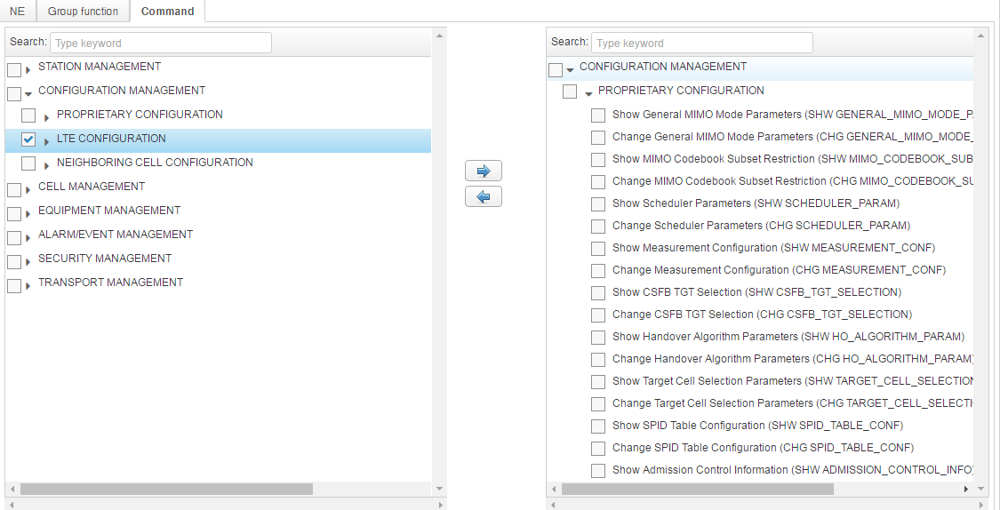 NE Group function Command
Search: Type keyword
STATION MANAGEMENT
CONFIGURATION MANAGEMENT
PROPRIETARY CONFIGURATION
LTE CONFIGURATION
NEIGHBORING CELL CONFIGURATION
CELL MANAGEMENT
EQUIPMENT MANAGEMENT
ALARM/EVENT MANAGEMENT
SECURITY MANAGEMENT
TRANSPORT MANAGEMENT
Search: Type keyword
CONFIGURATION MANAGEMENT
PROPRIETARY CONFIGURATION
Show General MIMO Mode Parameters (SHW GENERAL_MIMO_MODE_P
Change General MIMO Mode Parameters (CHG GENERAL_MIMO_MODE_
Show MIMO Codebook Subset Restriction (SHW MIMO_CODEBOOK_SUB
Change MIMO Codebook Subset Restriction (CHG MIMO_CODEBOOK_SU
Show Scheduler Parameters (SHW SCHEDULER_PARAM)
Change Scheduler Parameters (CHG SCHEDULER_PARAM)
Show Measurement Configuration (SHW MEASUREMENT_CONF)
Change Measurement Configuration (CHG MEASUREMENT_CONF)
Show CSFB TGT Selection (SHW CSFB_TGT_SELECTION)
Change CSFB TGT Selection (CHG CSFB_TGT_SELECTION)
Show Handover Algorithm Parameters (SHW HO_ALGORITHM_PARAM)
Change Handover Algorithm Parameters (CHG HO_ALGORITHM_PARAM)
Show Target Cell Selection Parameters (SHW TARGET_CELL_SELECTION
Change Target Cell Selection Parameters (CHG TARGET_CELL_SELECTI
Show SPID Table Configuration (SHW SPID_TABLE_CONF)
Change SPID Table Configuration (CHG SPID_TABLE_CONF)
Show Admission Control Information (SHW ADMISSION_CONTROL_INFO)